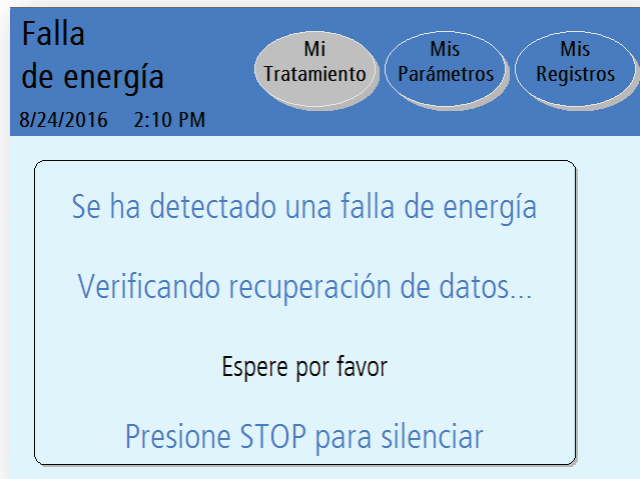 Falla
de energía
8/24/2016 2:10 PM
Mi
Tratamiento
Mis
Parámetros
Mis
Registros
Se ha detectado una falla de energía
Verificando recuperación de datos...
Espere por favor
Presione STOP para silenciar